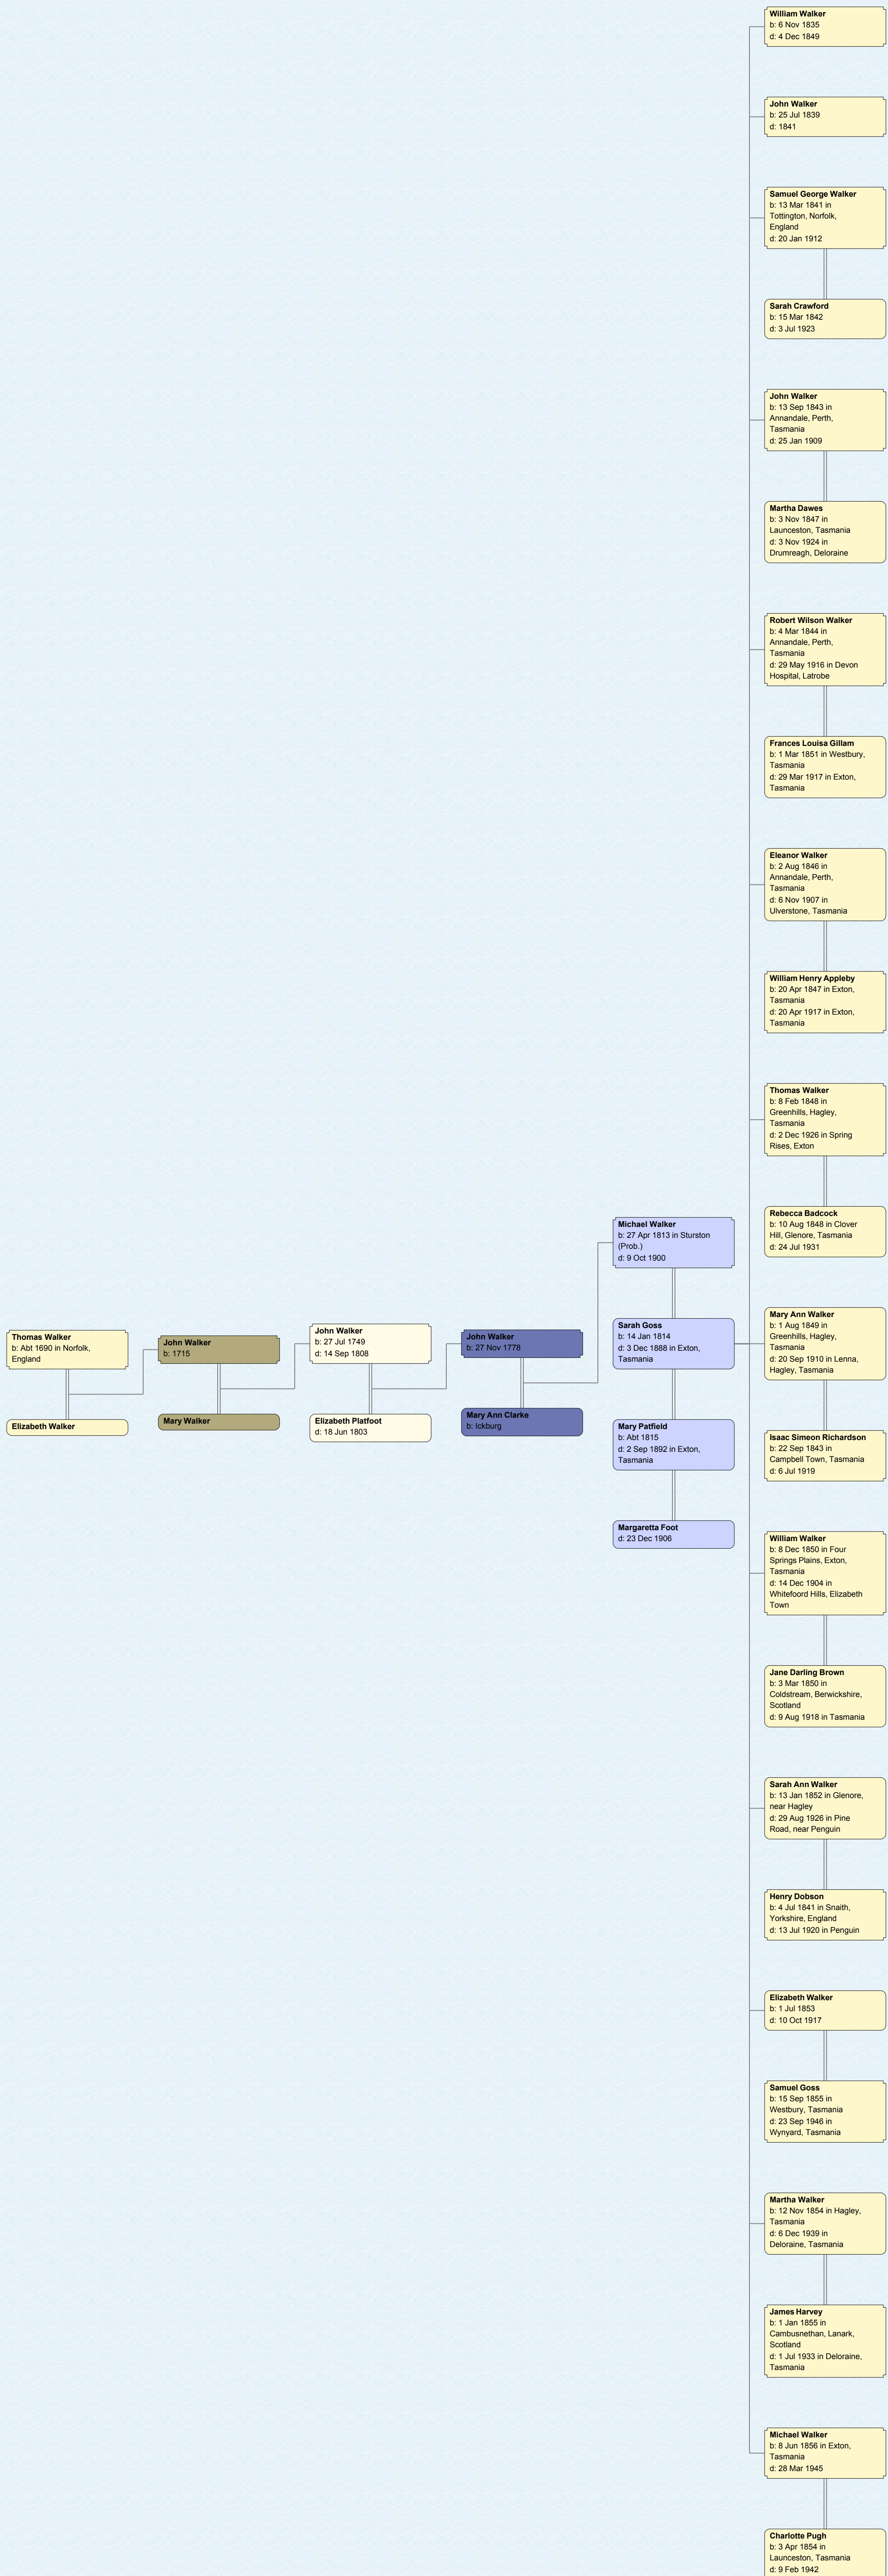 Thomas Walker
b: Abt 1690 in Norfolk,
England
Elizabeth Walker
John Walker
b: 1715
Mary Walker
John Walker
b: 27 Jul 1749
d: 14 Sep 1808
Elizabeth Platfoot
d: 18 Jun 1803
John Walker
b: 27 Nov 1778
Mary Ann Clarke
b: Ickburg
Michael Walker
b: 27 Apr 1813 in Sturston
(Prob.)
d: 9 Oct 1900
Sarah Goss
b: 14 Jan 1814
d: 3 Dec 1888 in Exton,
Tasmania
Mary Patfield
b: Abt 1815
d: 2 Sep 1892 in Exton,
Tasmania
Margaretta Foot
d: 23 Dec 1906
William Walker
b: 6 Nov 1835
d: 4 Dec 1849
John Walker
b: 25 Jul 1839
d: 1841
Samuel George Walker
b: 13 Mar 1841 in
Tottington, Norfolk,
England
d: 20 Jan 1912
Sarah Crawford
b: 15 Mar 1842
d: 3 Jul 1923
John Walker
b: 13 Sep 1843 in
Annandale, Perth,
Tasmania
d: 25 Jan 1909
Martha Dawes
b: 3 Nov 1847 in
Launceston, Tasmania
d: 3 Nov 1924 in
Drumreagh, Deloraine
Robert Wilson Walker
b: 4 Mar 1844 in
Annandale, Perth,
Tasmania
d: 29 May 1916 in Devon
Hospital, Latrobe
Frances Louisa Gillam
b: 1 Mar 1851 in Westbury,
Tasmania
d: 29 Mar 1917 in Exton,
Tasmania
Eleanor Walker
b: 2 Aug 1846 in
Annandale, Perth,
Tasmania
d: 6 Nov 1907 in
Ulverstone, Tasmania
William Henry Appleby
b: 20 Apr 1847 in Exton,
Tasmania
d: 20 Apr 1917 in Exton,
Tasmania
Thomas Walker
b: 8 Feb 1848 in
Greenhills, Hagley,
Tasmania
d: 2 Dec 1926 in Spring
Rises, Exton
Rebecca Badcock
b: 10 Aug 1848 in Clover
Hill, Glenore, Tasmania
d: 24 Jul 1931
Mary Ann Walker
b: 1 Aug 1849 in
Greenhills, Hagley,
Tasmania
d: 20 Sep 1910 in Lenna,
Hagley, Tasmania
Isaac Simeon Richardson
b: 22 Sep 1843 in
Campbell Town, Tasmania
d: 6 Jul 1919
William Walker
b: 8 Dec 1850 in Four
Springs Plains, Exton,
Tasmania
d: 14 Dec 1904 in
Whitefoord Hills, Elizabeth
Town
Jane Darling Brown
b: 3 Mar 1850 in
Coldstream, Berwickshire,
Scotland
d: 9 Aug 1918 in Tasmania
Sarah Ann Walker
b: 13 Jan 1852 in Glenore,
near Hagley
d: 29 Aug 1926 in Pine
Road, near Penguin
Henry Dobson
b: 4 Jul 1841 in Snaith,
Yorkshire, England
d: 13 Jul 1920 in Penguin
Elizabeth Walker
b: 1 Jul 1853
d: 10 Oct 1917
Samuel Goss
b: 15 Sep 1855 in
Westbury, Tasmania
d: 23 Sep 1946 in
Wynyard, Tasmania
Martha Walker
b: 12 Nov 1854 in Hagley,
Tasmania
d: 6 Dec 1939 in
Deloraine, Tasmania
James Harvey
b: 1 Jan 1855 in
Cambusnethan, Lanark,
Scotland
d: 1 Jul 1933 in Deloraine,
Tasmania
Michael Walker
b: 8 Jun 1856 in Exton,
Tasmania
d: 28 Mar 1945
Charlotte Pugh
b: 3 Apr 1854 in
Launceston, Tasmania
d: 9 Feb 1942